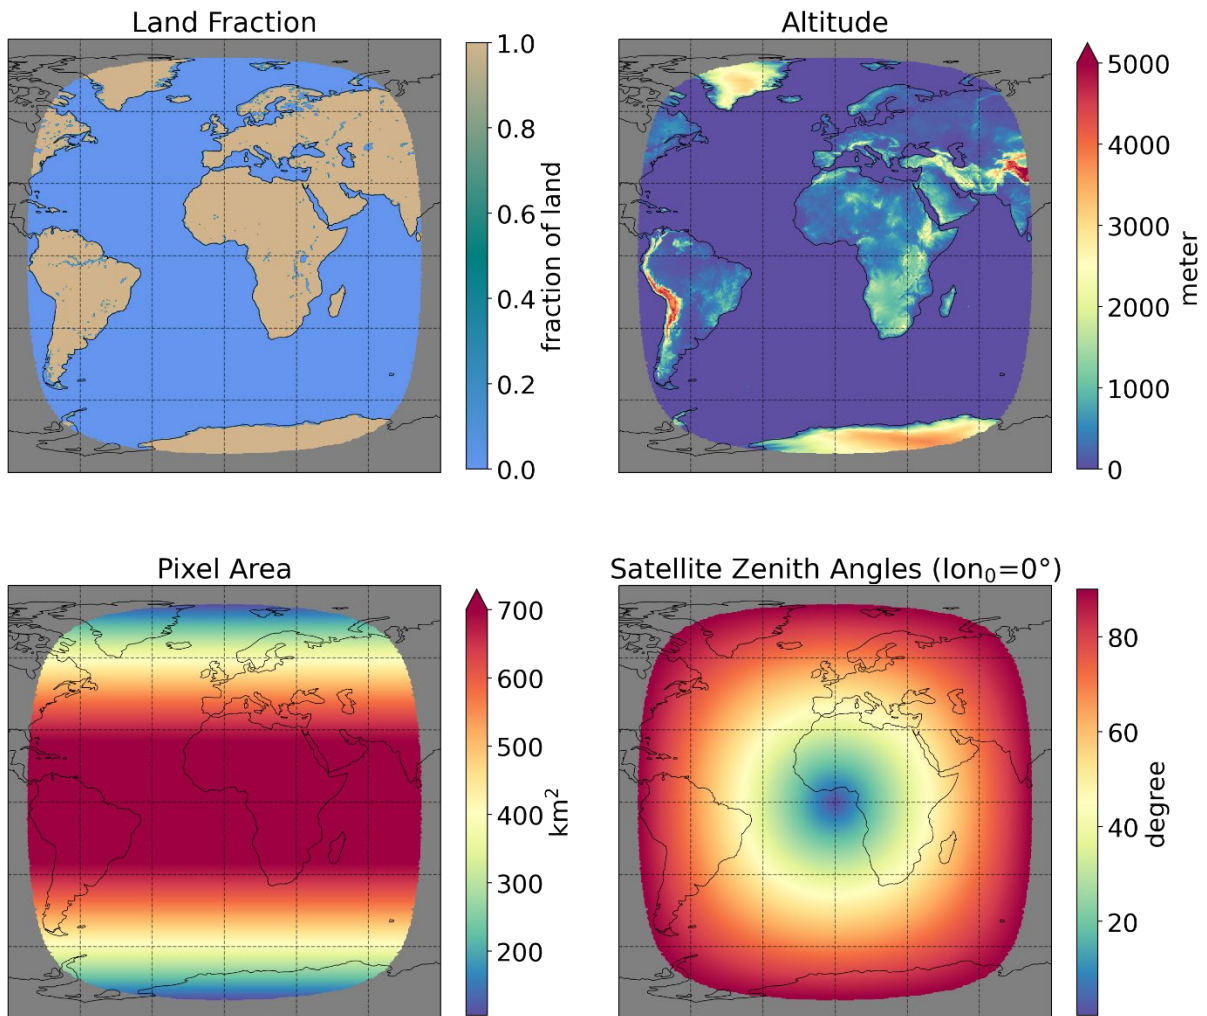 Land Fraction
1.0
0.8
0.6
0.4
0.2
0.0
fraction of land
Altitude
5000
4000
3000
2000
1000
0
meter
Pixel Area
700
600
500
400
300
200
km²
Satellite Zenith Angles (lon₀=0°)
80
60
40
20
degree